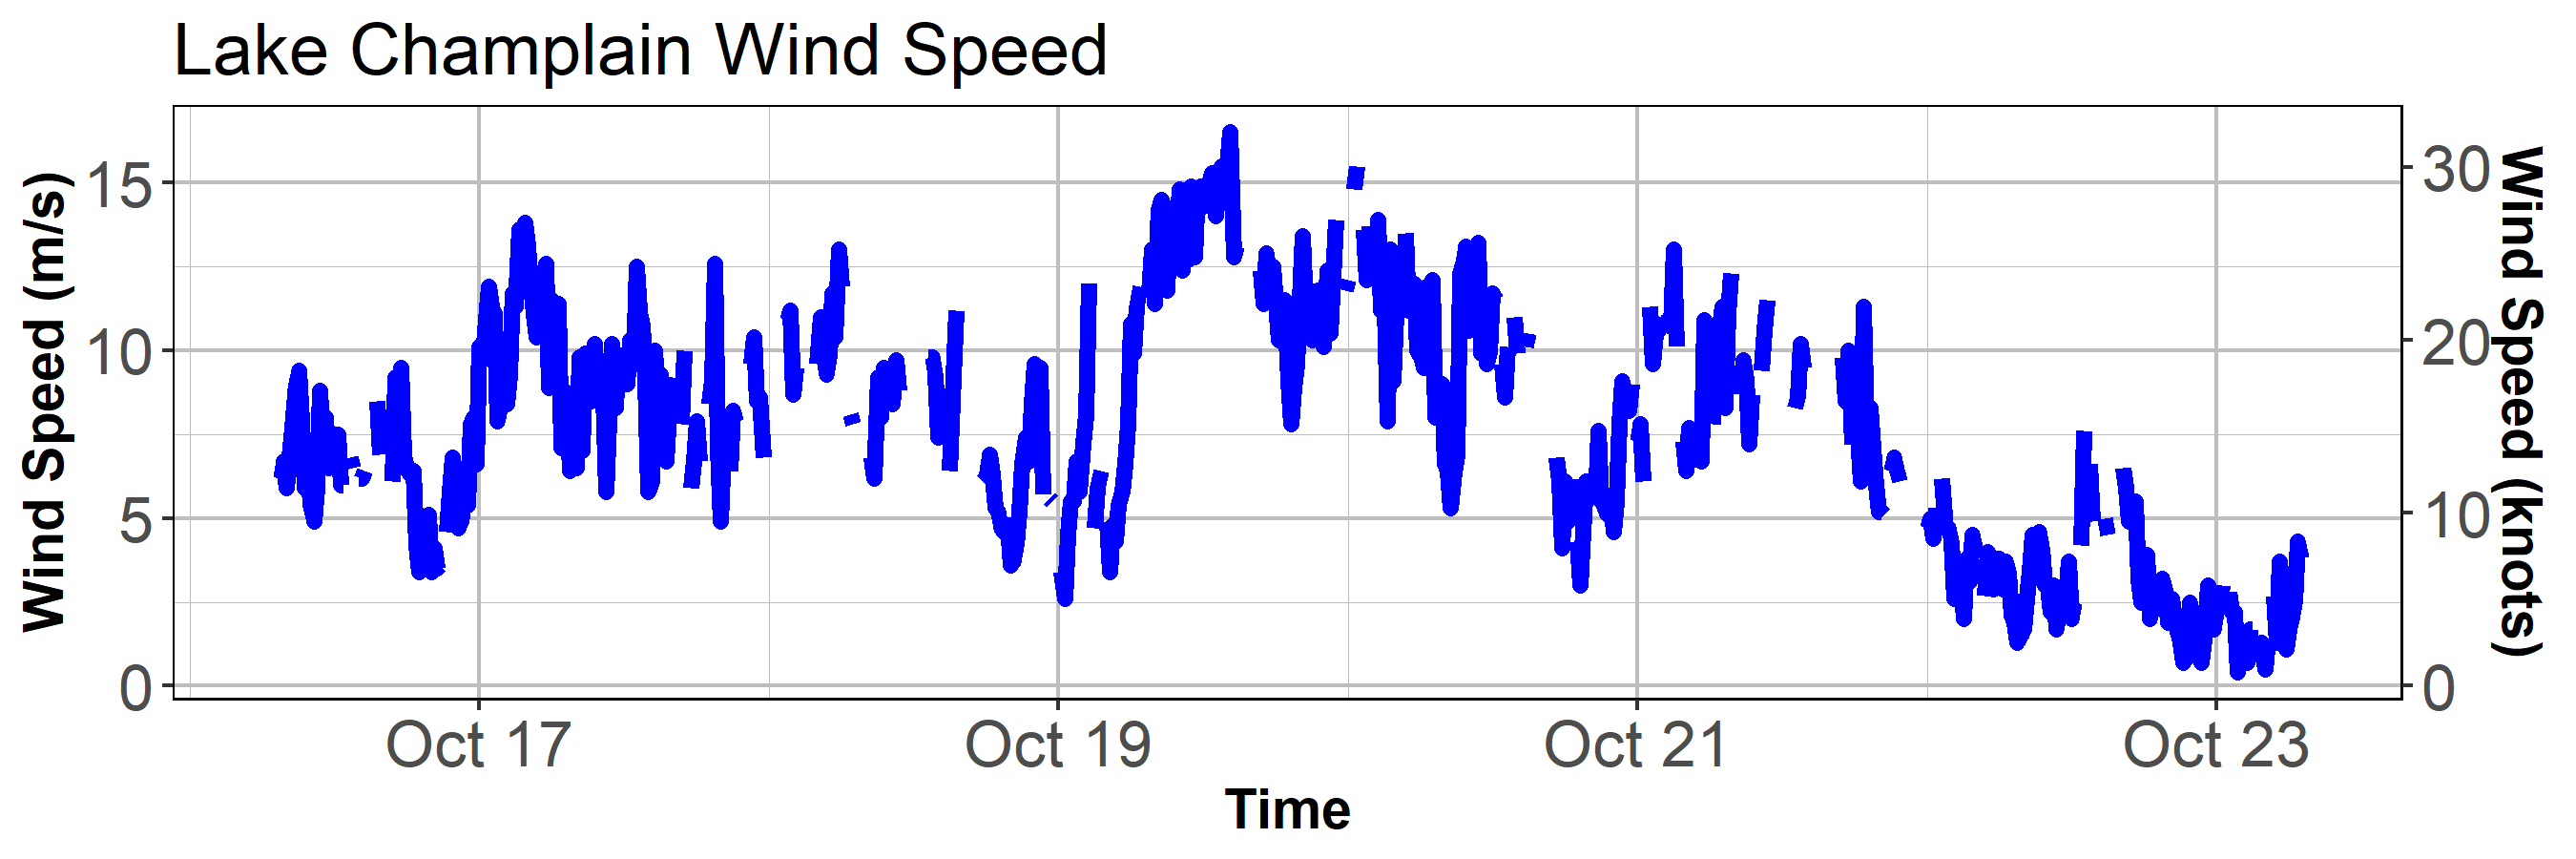 Lake Champlain Wind Speed
Wind Speed (m/s)
15
10
5
0
30
20
10
0
Wind Speed (knots)
Oct 17
Oct 19
Oct 21
Oct 23
Time